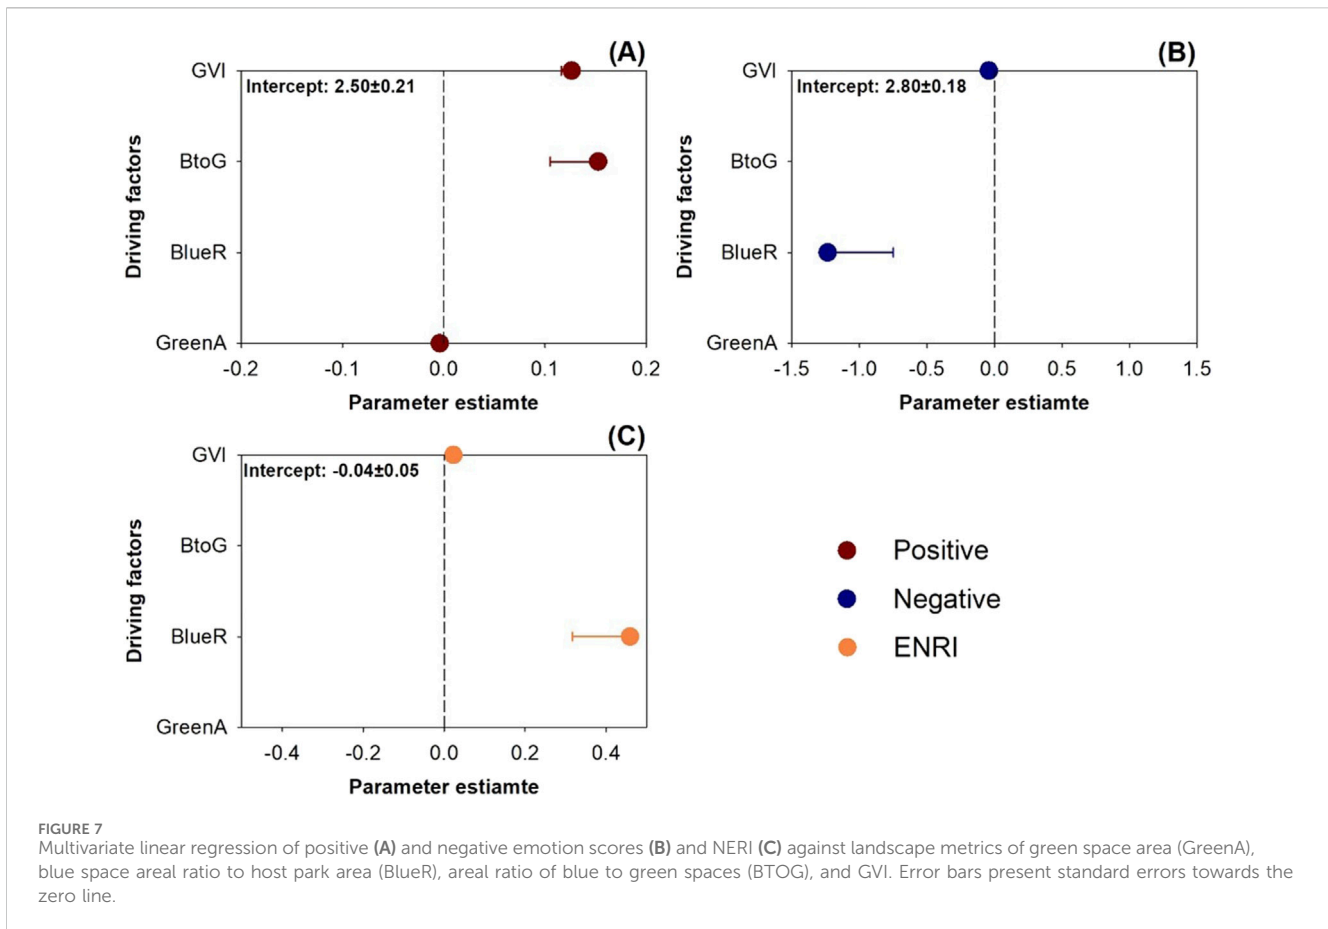 (A)
GVI
Intercept: 2.50±0.21
BtoG
BlueR
GreenA
Driving factors
-0.2 -0.1 0.0 0.1 0.2
Parameter estiamte
(B)
GVI
Intercept: 2.80±0.18
BtoG
BlueR
GreenA
Driving factors
-1.5 -1.0 -0.5 0.0 0.5 1.0 1.5
Parameter estiamte
(C)
GVI
Intercept: -0.04±0.05
BtoG
BlueR
GreenA
Driving factors
-0.4 -0.2 0.0 0.2 0.4
Parameter estiamte
Positive
Negative
ENRI
FIGURE 7
Multivariate linear regression of positive (A) and negative emotion scores (B) and NERI (C) against landscape metrics of green space area (GreenA),
blue space areal ratio to host park area (BlueR), areal ratio of blue to green spaces (BTOG), and GVI. Error bars present standard errors towards the
zero line.